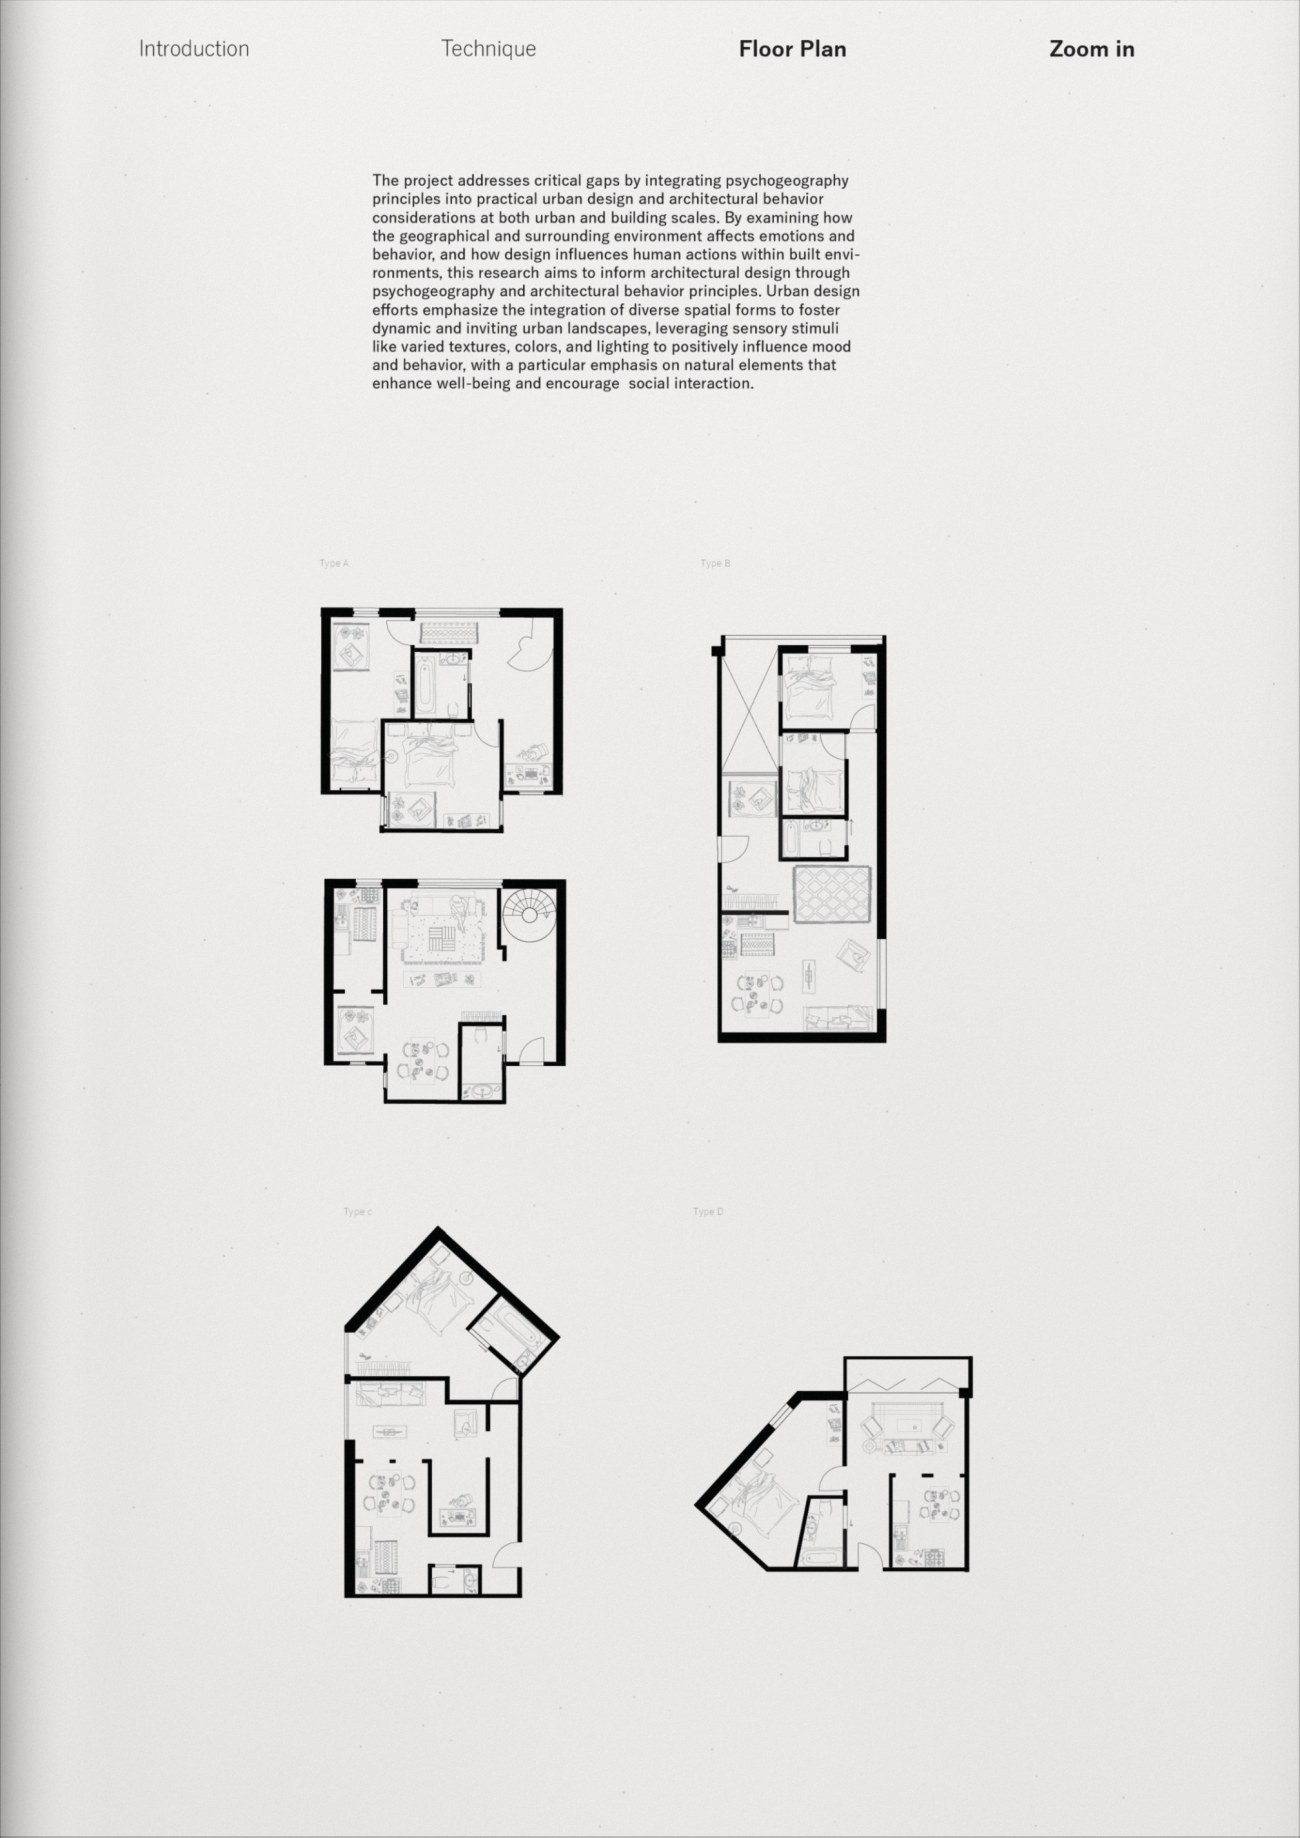 Introduction
Technique
Floor Plan
Zoom in
The project addresses critical gaps by integrating psychogeography
principles into practical urban design and architectural behavior
considerations at both urban and building scales. By examining how
the geographical and surrounding environment affects emotions and
behavior, and how design influences human actions within built envi-
ronments, this research aims to inform architectural design through
psychogeography and architectural behavior principles. Urban design
efforts emphasize the integration of diverse spatial forms to foster
dynamic and inviting urban landscapes, leveraging sensory stimuli
like varied textures, colors, and lighting to positively influence mood
and behavior, with a particular emphasis on natural elements that
enhance well-being and encourage  social interaction.
Type A
Type B
Type c
Type D